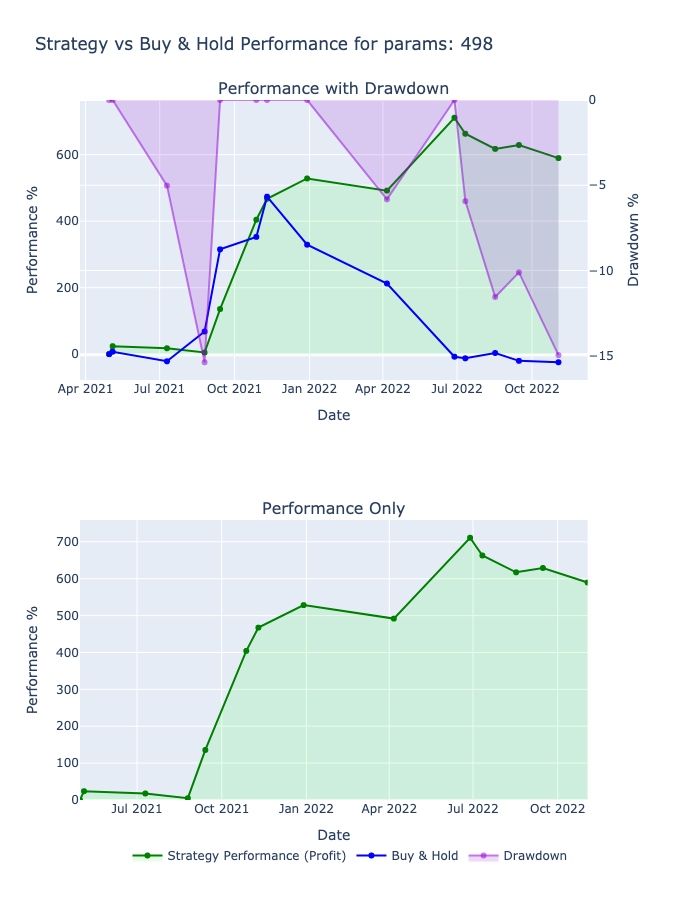 Strategy vs Buy & Hold Performance for params: 498
Performance with Drawdown
0
600
−5
400
−10
200
0
−15
Performance %
Drawdown %
Apr 2021 Jul 2021 Oct 2021 Jan 2022 Apr 2022 Jul 2022 Oct 2022
Date
Performance Only
700
600
500
400
300
200
100
0
Performance %
Jul 2021 Oct 2021 Jan 2022 Apr 2022 Jul 2022 Oct 2022
Date
Strategy Performance (Profit) Buy & Hold Drawdown